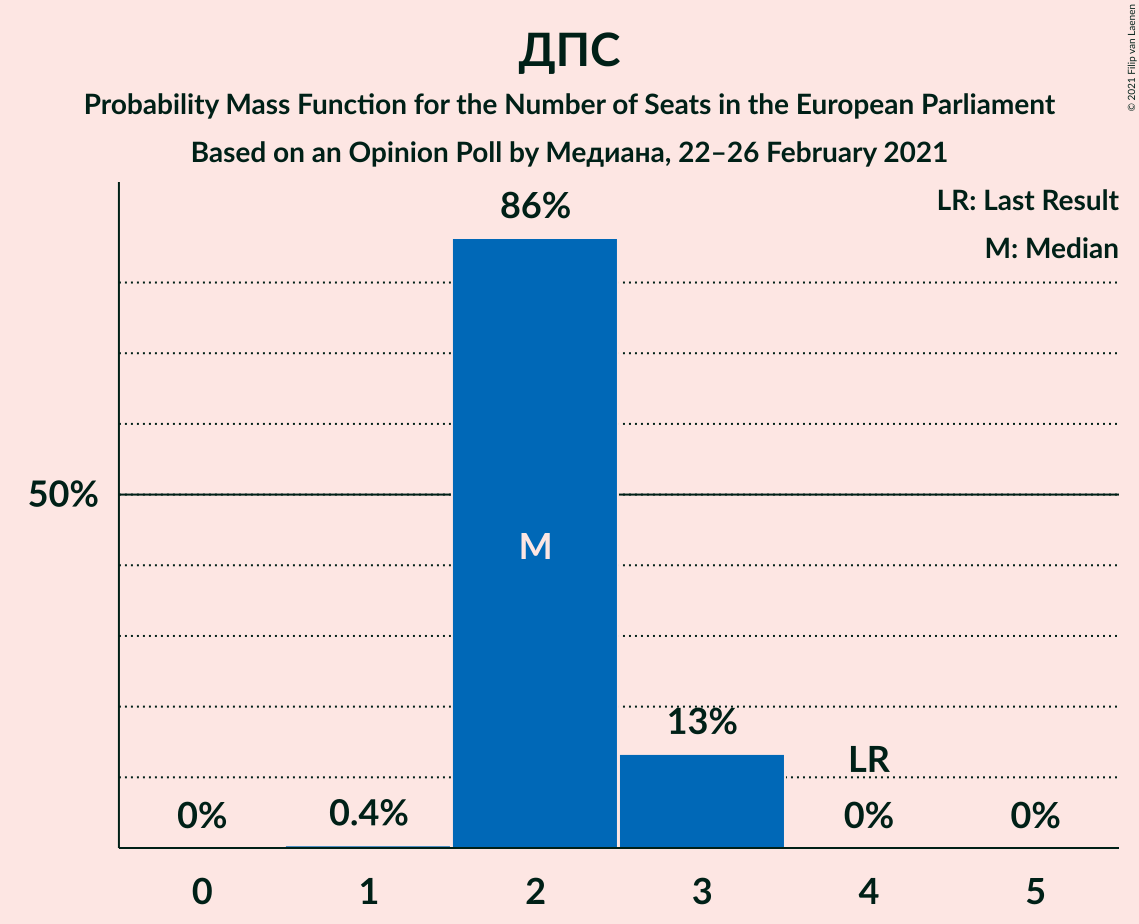 ДПС
Probability Mass Function for the Number of Seats in the European Parliament
Based on an Opinion Poll by Медиана, 22–26 February 2021
© 2021 Filip van Laenen
LR: Last Result
M: Median
86%
50%
M
13%
LR
0%
0.4%
0%
0%
0
1
2
3
4
5